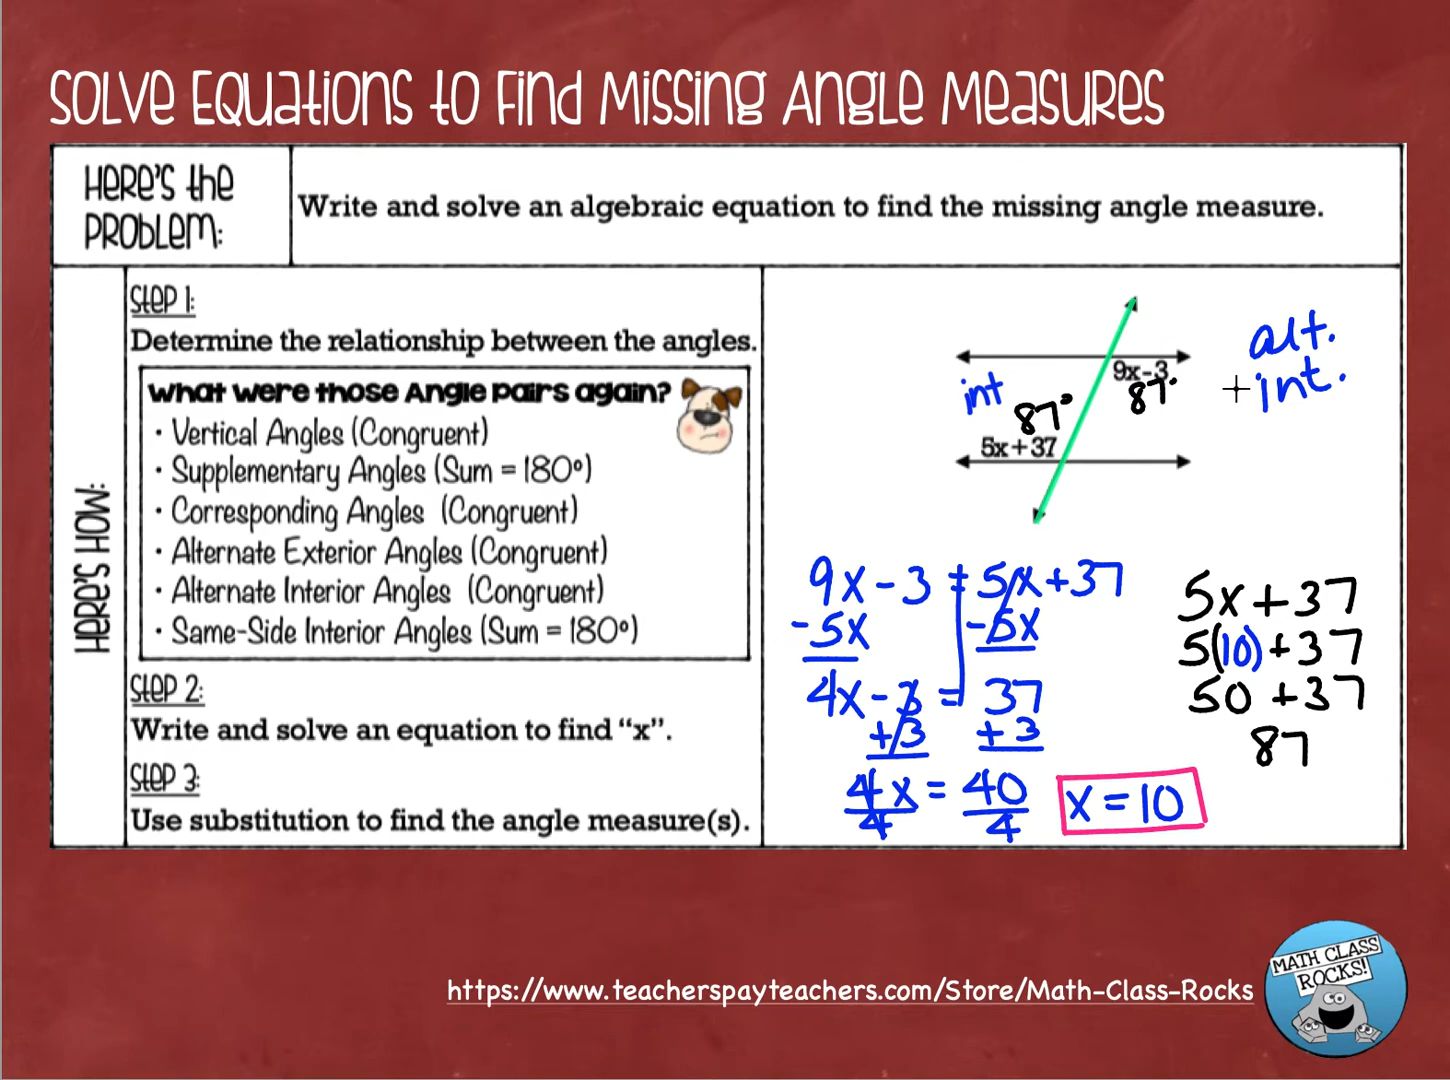 Solve Equations to Find Missing Angle Measures
Here's the
Problem:
Write and solve an algebraic equation to find the missing angle measure.
Here's How:
Step 1:
Determine the relationship between the angles.
What were those Angle pairs again?
· Vertical Angles (Congruent)
· Supplementary Angles (Sum = 180°)
· Corresponding Angles (Congruent)
· Alternate Exterior Angles (Congruent)
· Alternate Interior Angles (Congruent)
· Same-Side Interior Angles (Sum = 180°)
Step 2:
Write and solve an equation to find “x”.
Step 3:
Use substitution to find the angle measure(s).
9x-3
87°
int
87°
5x+37
alt.
+int.
9x-3 = 5x+37
-5x -5x
4x-3 = 37
+3 +3
4x = 40
4 4
x=10
5x+37
5(10)+37
50+37
87
https://www.teacherspayteachers.com/Store/Math-Class-Rocks
MATH CLASS
ROCKS!